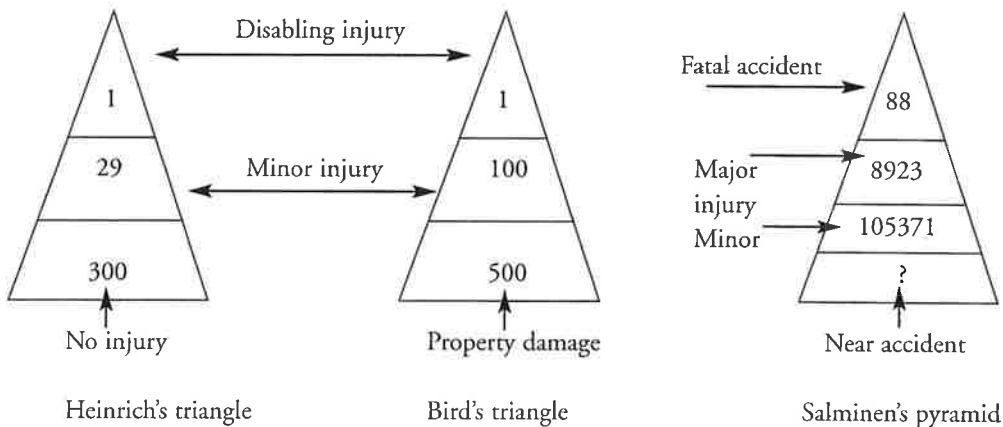 Disabling injury
Fatal accident
1
1
88
29
Minor injury
100
Major
injury
8923
Minor
105371
300
500
?
No injury
Property damage
Near accident
Heinrich's triangle
Bird's triangle
Salminen's pyramid